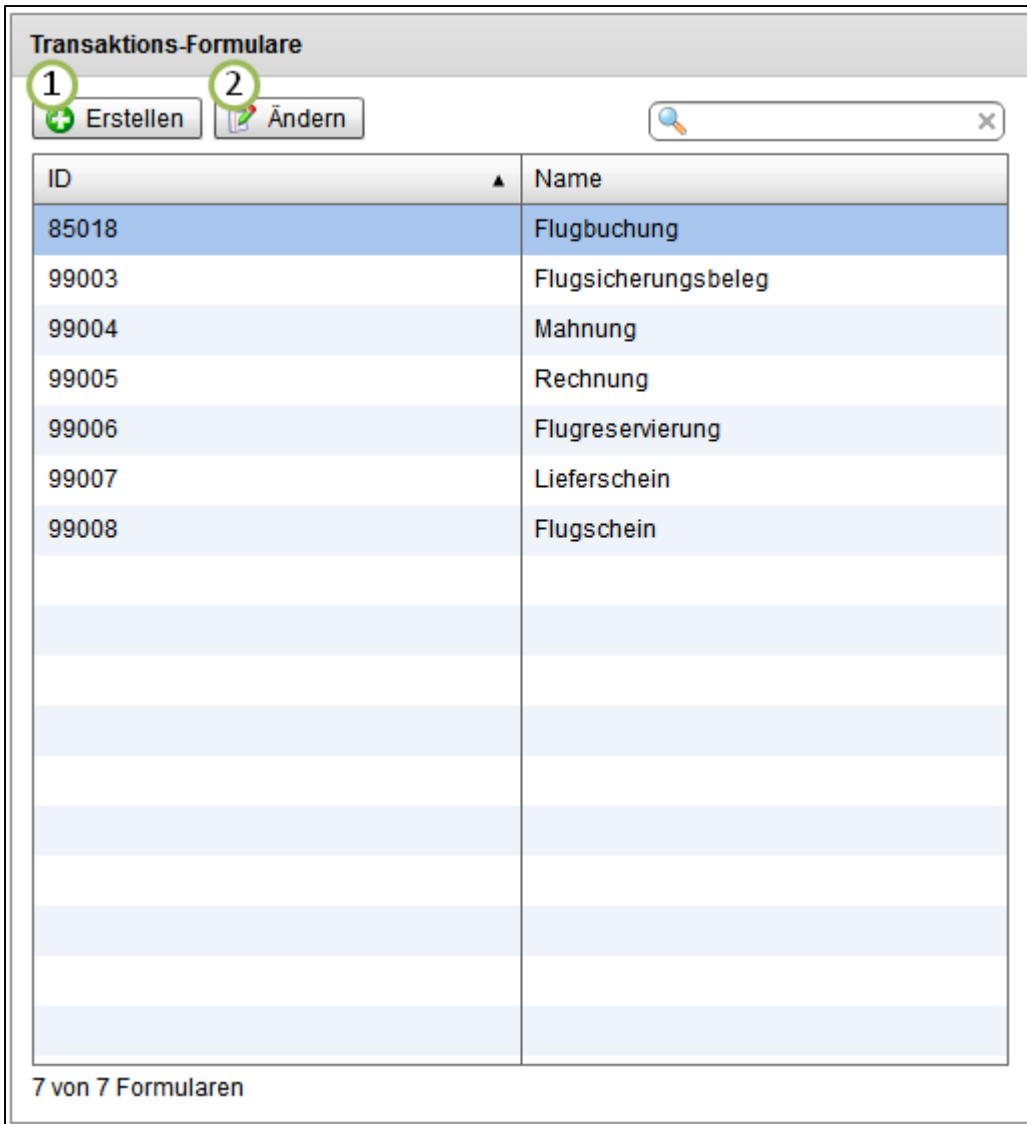 Transaktions-Formulare
1 2
Erstellen Ändern
ID Name
85018 Flugbuchung
99003 Flugsicherungsbeleg
99004 Mahnung
99005 Rechnung
99006 Flugreservierung
99007 Lieferschein
99008 Flugschein
7 von 7 Formularen